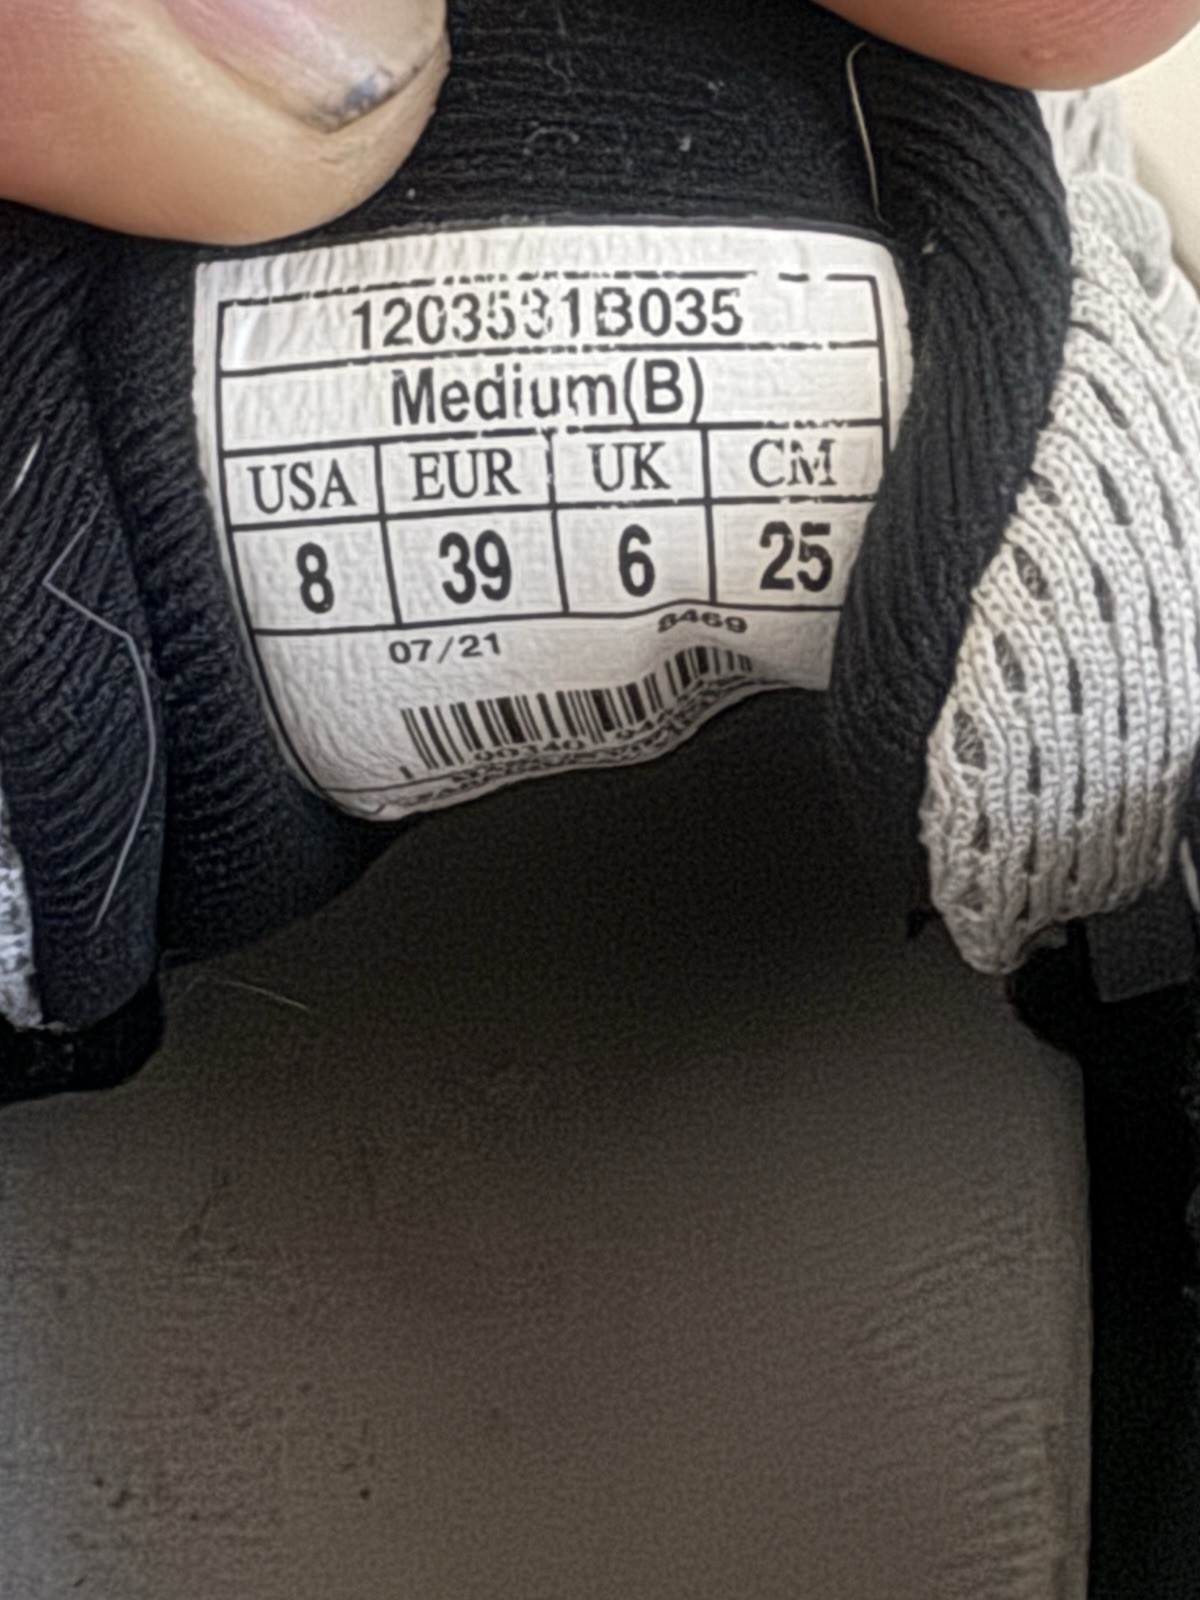 1203531B035
Medium(B)
USA EUR UK CM
8 39 6 25
07/21 8469